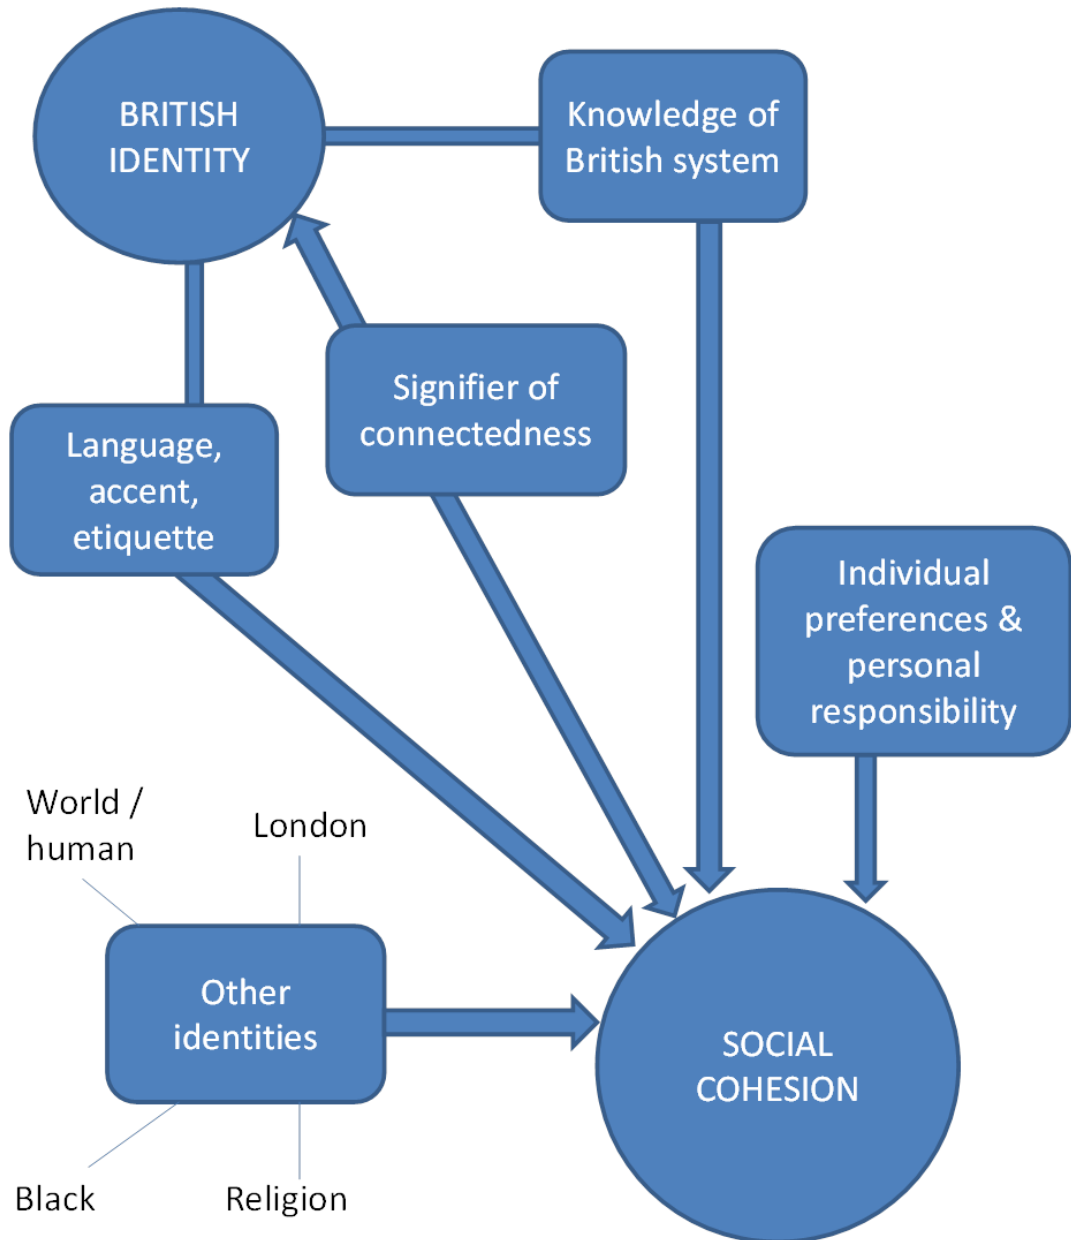 BRITISH
IDENTITY
Knowledge of
British system
Signifier of
connectedness
Language,
accent,
etiquette
Individual
preferences &
personal
responsibility
World /
human
London
Other
identities
Black
Religion
SOCIAL
COHESION